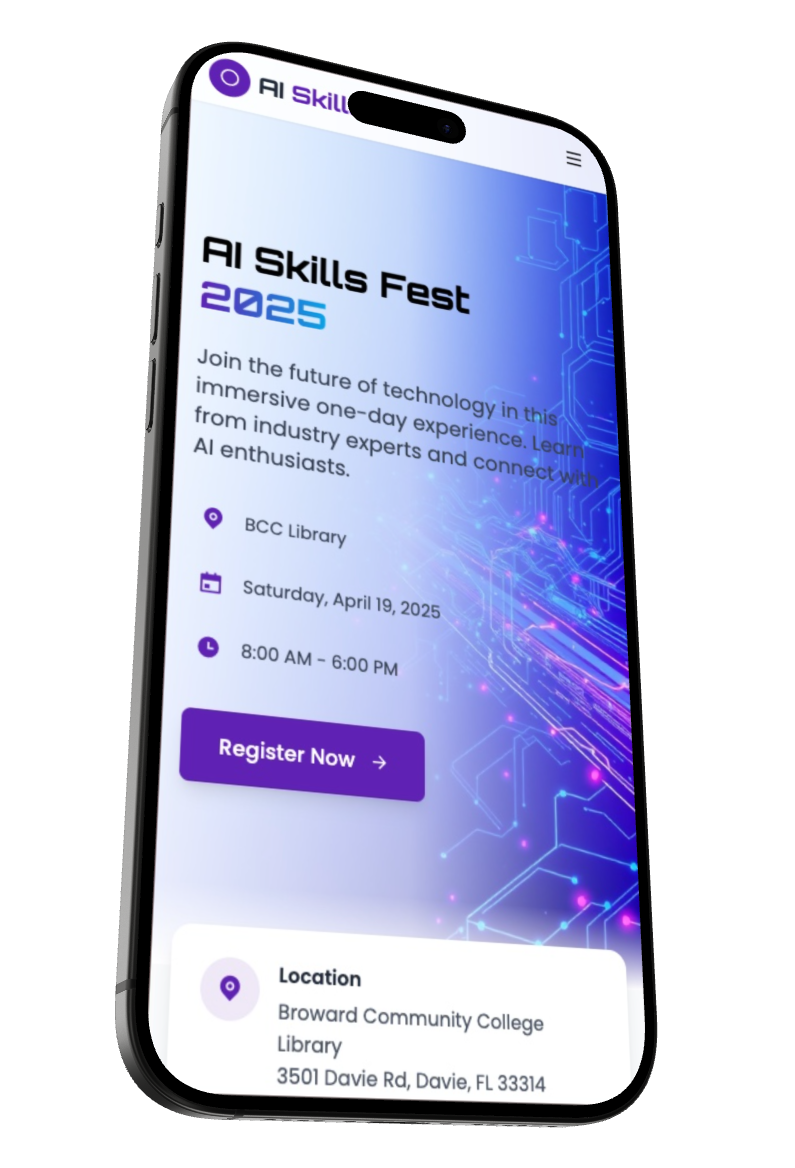 AI Skill
AI Skills Fest
2025
Join the future of technology in this
immersive one-day experience. Learn
from industry experts and connect with
AI enthusiasts.
BCC Library
Saturday, April 19, 2025
8:00 AM - 6:00 PM
Register Now →
Location
Broward Community College
Library
3501 Davie Rd, Davie, FL 33314